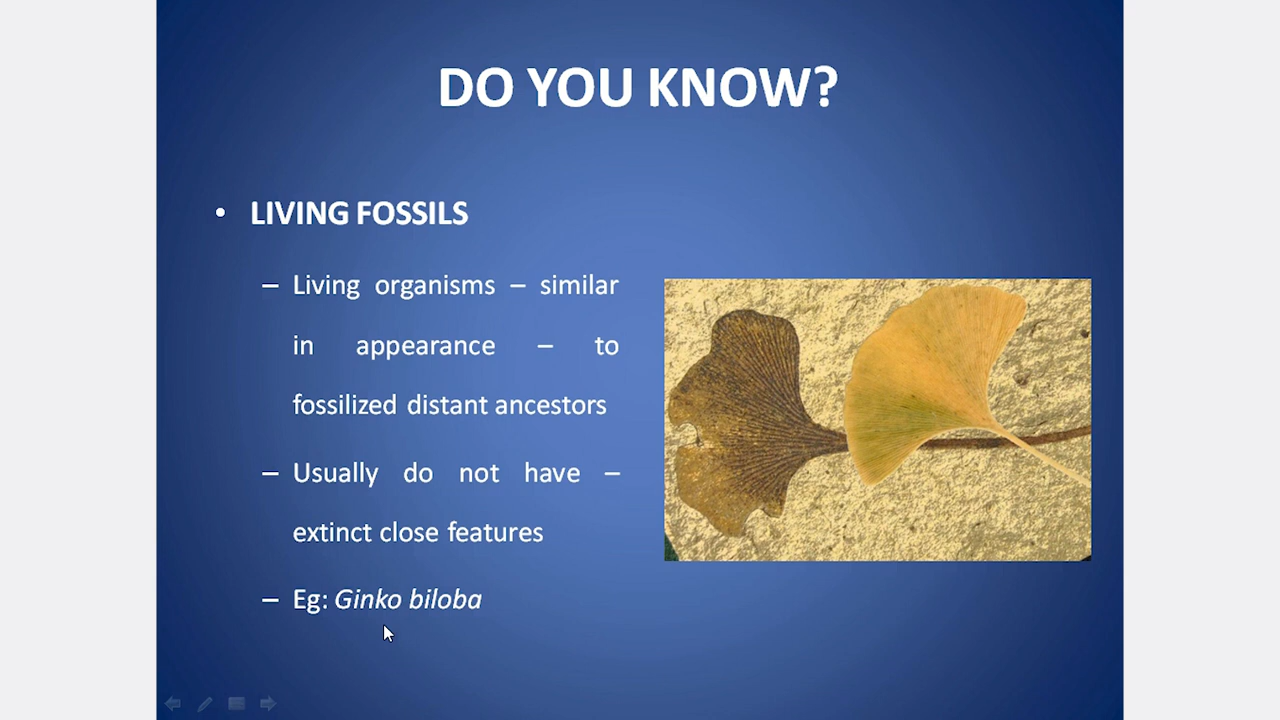 DO YOU KNOW?
• LIVING FOSSILS
– Living organisms – similar
in appearance – to
fossilized distant ancestors
– Usually do not have –
extinct close features
– Eg: Ginko biloba